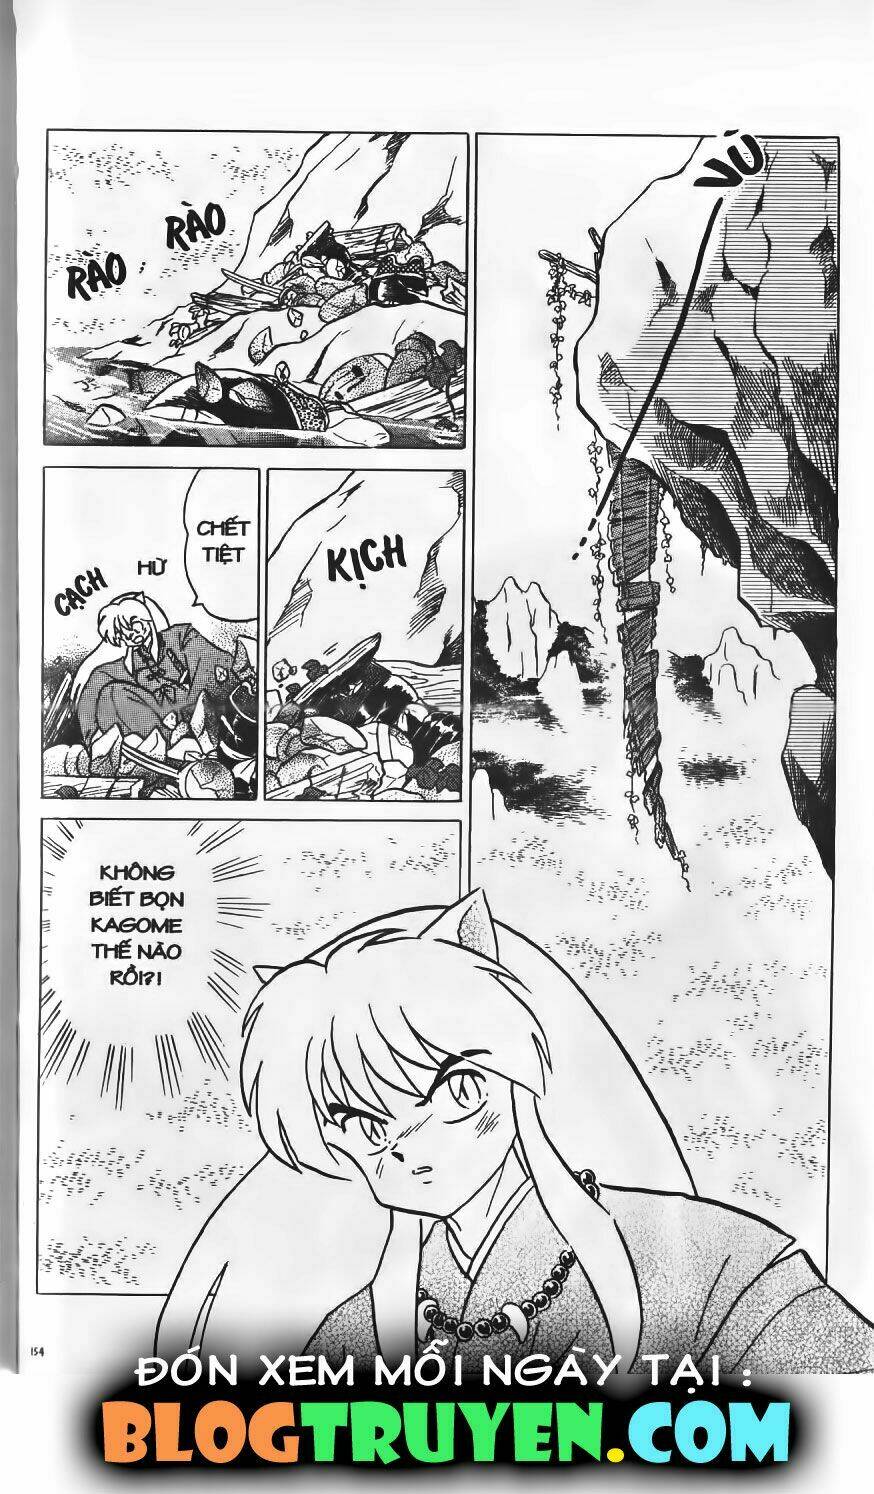 VÙ
RÀO
RÀO
KỊCH
CHẾT
TIỆT
HỪ
CẠCH
KHÔNG
BIẾT BỌN
KAGOME
THẾ NÀO
RỒI?!
154
ĐÓN XEM MỖI NGÀY TẠI :
BLOGTRUYEN.COM